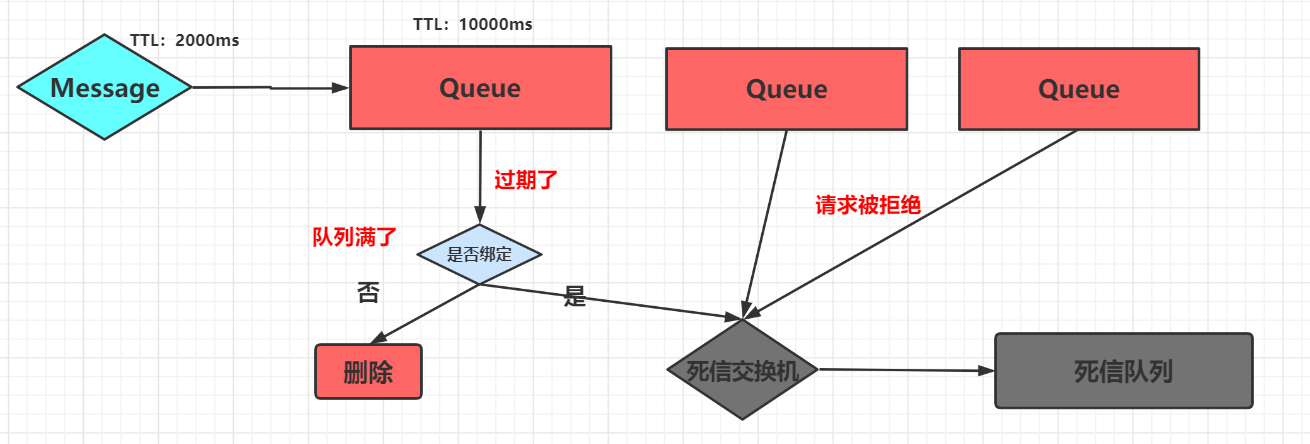 TTL：10000ms
TTL：2000ms
Message
Queue
Queue
Queue
过期了
请求被拒绝
队列满了
是否绑定
否
是
删除
死信交换机
死信队列